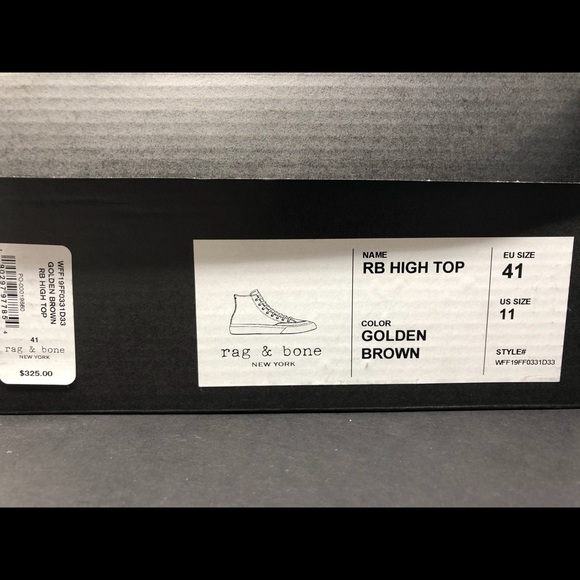 WFF19FF0331D33
GOLDEN BROWN
RB HIGH TOP
41
rag & bone
NEW YORK
$325.00
rag & bone
NEW YORK
NAME
RB HIGH TOP
COLOR
GOLDEN
BROWN
EU SIZE
41
US SIZE
11
STYLE#
WFF19FF0331D33